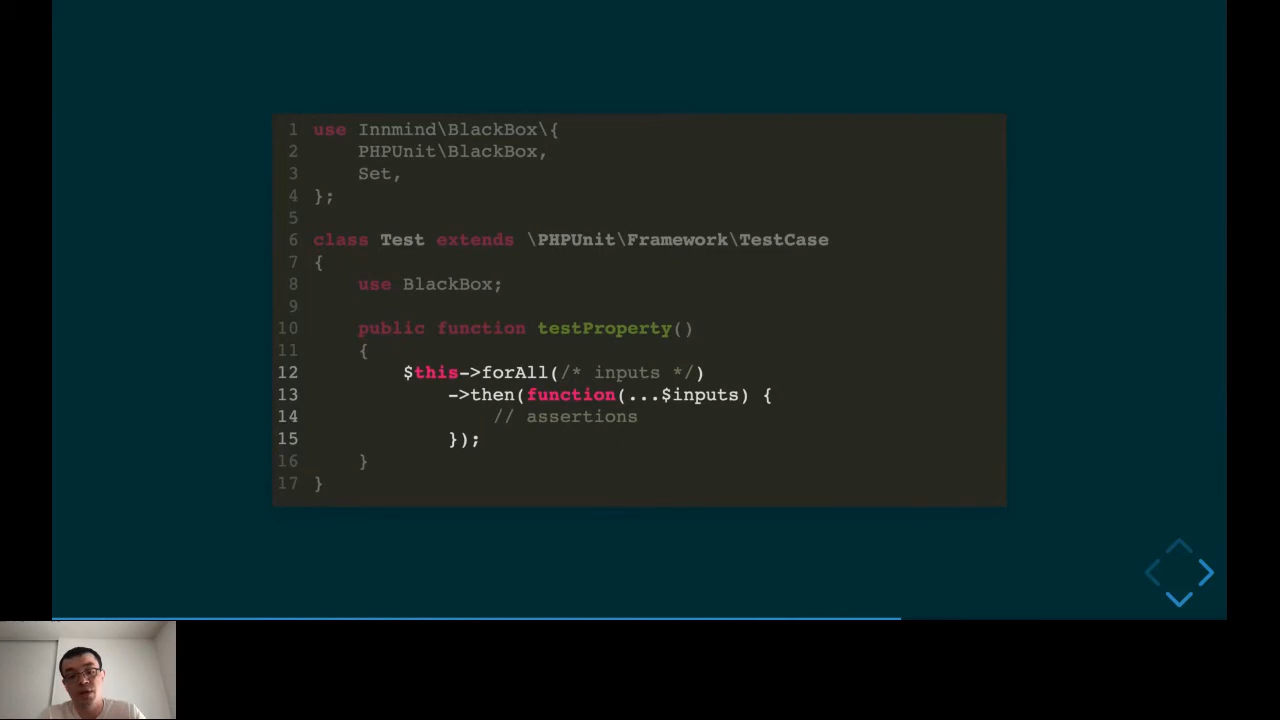 1 use Innmind\BlackBox\{
2 PHPUnit\BlackBox,
3 Set,
4 };
5
6 class Test extends \PHPUnit\Framework\TestCase
7 {
8 use BlackBox;
9
10 public function testProperty()
11 {
12 $this->forAll(/* inputs */)
13 ->then(function(...$inputs) {
14 // assertions
15 });
16 }
17 }